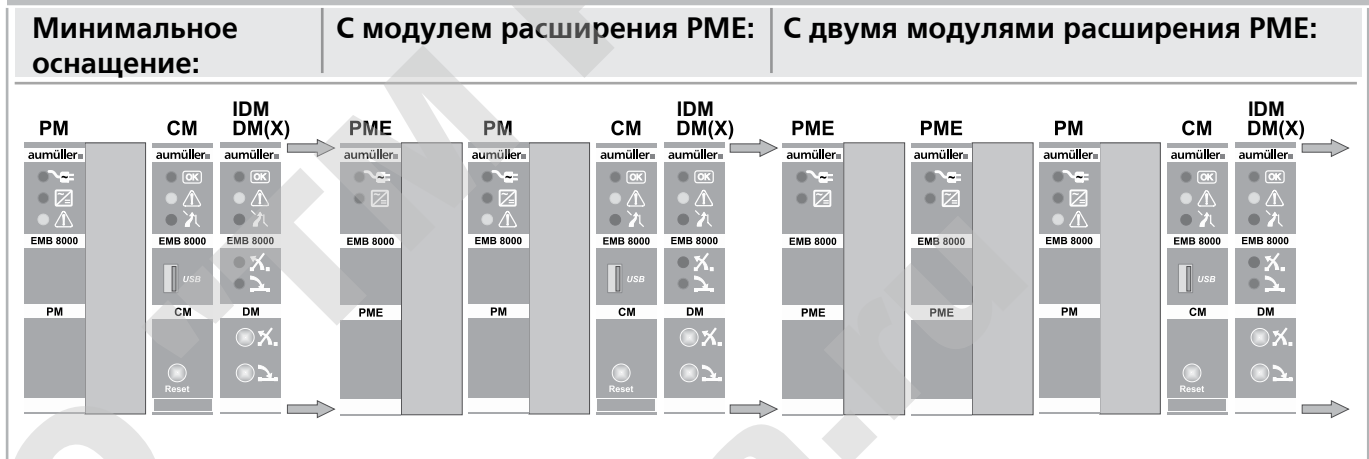 Минимальное оснащение:
С модулем расширения PME:
С двумя модулями расширения PME:
PM CM IDM DM(X)
aumüller aumüller aumüller
OK OK
EMB 8000 EMB 8000 EMB 8000
USB
PM CM DM
Reset
PME PM CM IDM DM(X)
aumüller aumüller aumüller aumüller
OK OK
EMB 8000 EMB 8000 EMB 8000 EMB 8000
USB
PME PM CM DM
Reset
PME PME PM CM IDM DM(X)
aumüller aumüller aumüller aumüller aumüller
OK OK
EMB 8000 EMB 8000 EMB 8000 EMB 8000 EMB 8000
USB
PME PME PM CM DM
Reset